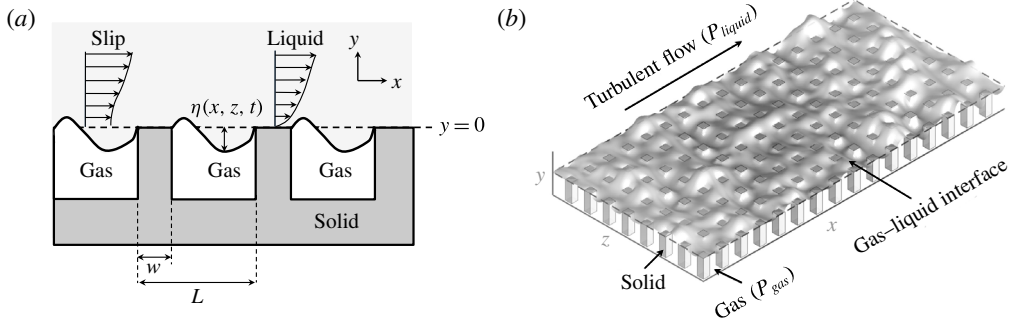 (a)
Slip
Liquid
y
x
η(x, z, t)
y = 0
Gas
Gas
Gas
Solid
w
L
(b)
Turbulent flow (P_liquid)
y
z
x
Gas–liquid interface
Solid
Gas (P_gas)